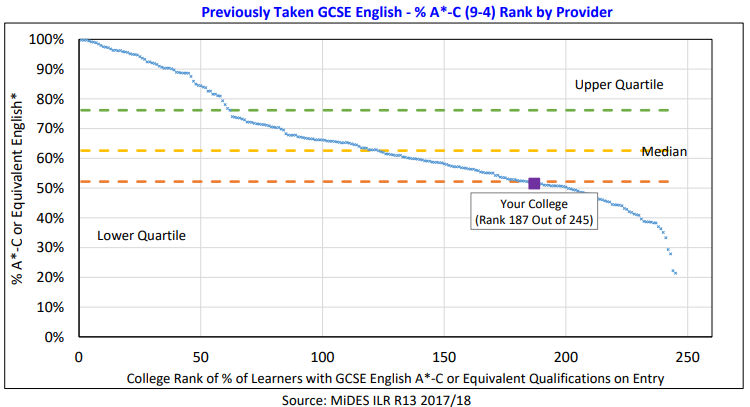 Previously Taken GCSE English - % A*-C (9-4) Rank by Provider
100%
90%
80%
70%
60%
50%
40%
30%
20%
10%
0%
% A*-C or Equivalent English*
Upper Quartile
Median
Your College
(Rank 187 Out of 245)
Lower Quartile
0
50
100
150
200
250
College Rank of % of Learners with GCSE English A*-C or Equivalent Qualifications on Entry
Source: MiDES ILR R13 2017/18